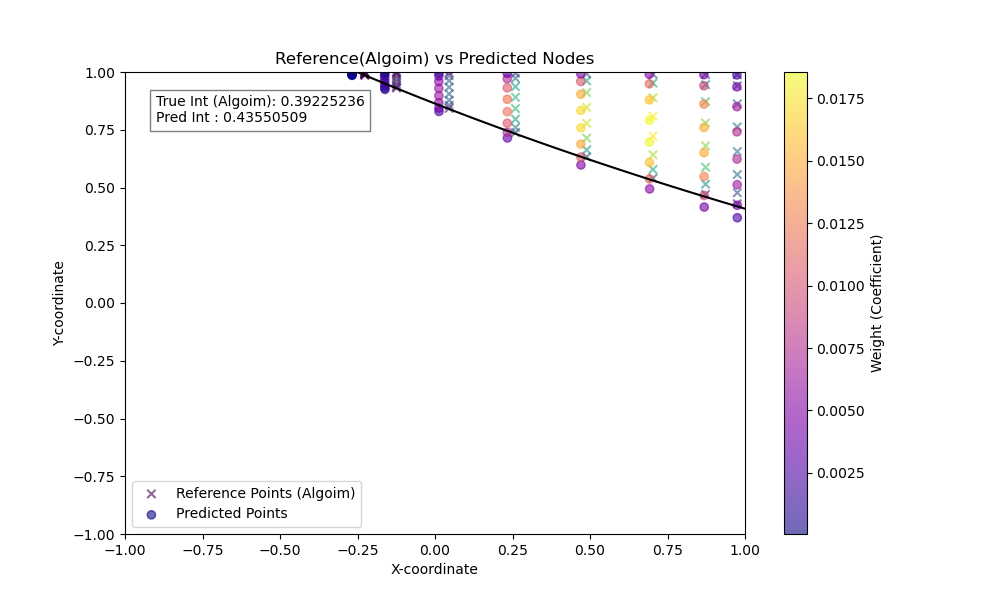 Reference(Algoim) vs Predicted Nodes
True Int (Algoim): 0.39225236
Pred Int : 0.43550509
1.00
0.75
0.50
0.25
0.00
−0.25
−0.50
−0.75
−1.00
Y-coordinate
Reference Points (Algoim)
Predicted Points
−1.00 −0.75 −0.50 −0.25 0.00 0.25 0.50 0.75 1.00
X-coordinate
0.0175
0.0150
0.0125
0.0100
0.0075
0.0050
0.0025
Weight (Coefficient)